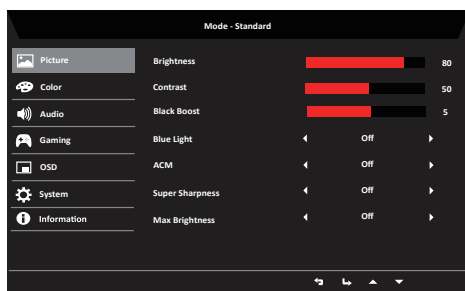 Mode - Standard
Picture
Brightness 80
Color
Contrast 50
Audio
Black Boost 5
Gaming
Blue Light Off
OSD
ACM Off
System
Super Sharpness Off
Information
Max Brightness Off